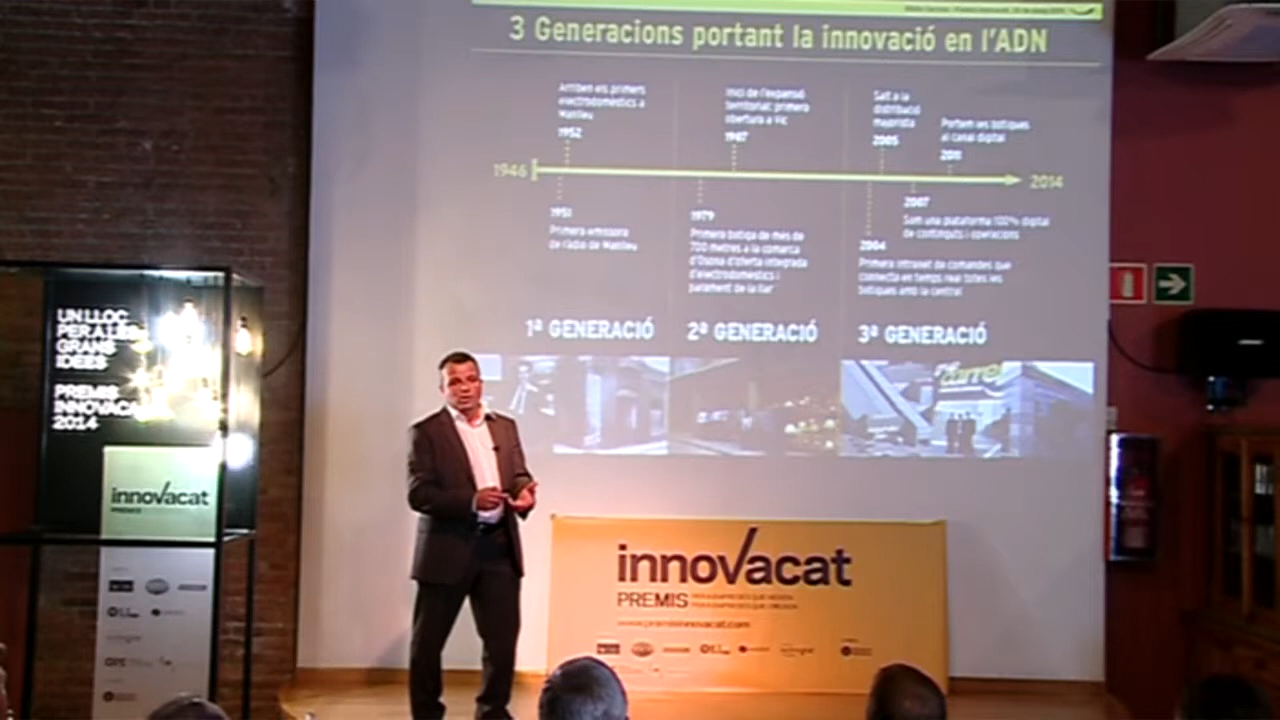 3 Generacions portant la innovació en l'ADN
Arriben els primers
electrodomèstics a
Manlleu
1952
Inici de l'expansió
territorial: primera
obertura a Vic
1987
Salt a la
distribució
majorista
2005
Portem les botigues
al canal digital
2011
1946
2014
1951
Primera emissora
de ràdio de Manlleu
1979
Primera botiga de més de
700 metres a la comarca
d'Osona d'oferta integrada
d'electrodomèstics i
parament de la llar
2007
Som una plataforma 100% digital
de continguts i operacions
2004
Primera intranet de comandes que
connecta en temps real totes les
botigues amb la central
1ª GENERACIÓ
2ª GENERACIÓ
3ª GENERACIÓ
UN LLOC
PER A LES
GRANS
IDEES
PREMIS
INNOVACAT
2014
innovacat
PREMIS
innovacat
PREMIS
www.premisinnovacat.com